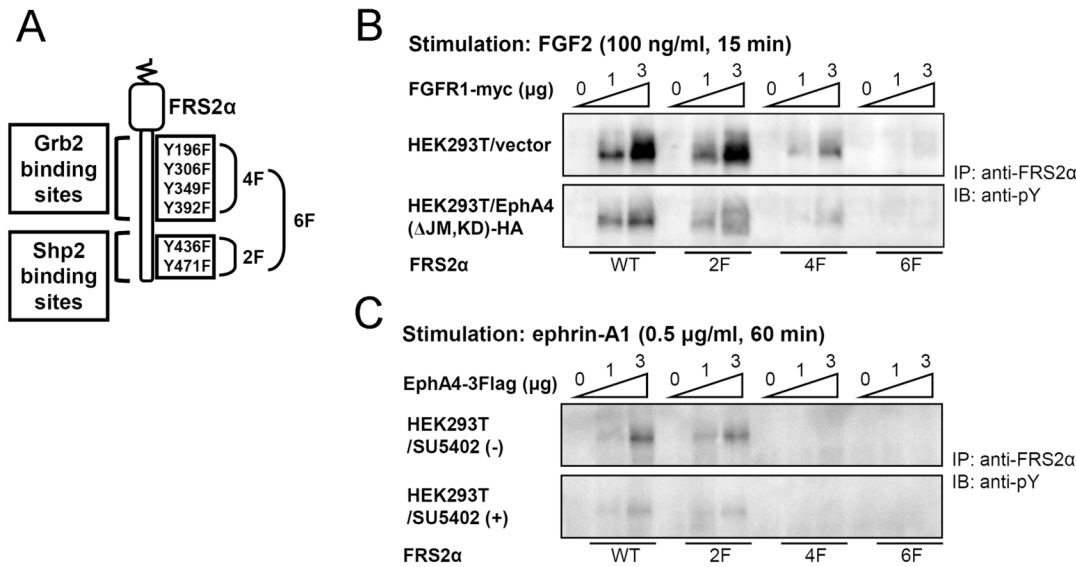 A
FRS2α
Grb2
binding
sites
Y196F
Y306F
Y349F
Y392F
4F
6F
Shp2
binding
sites
Y436F
Y471F
2F
B
Stimulation: FGF2 (100 ng/ml, 15 min)
FGFR1-myc (μg)
0 1 3 0 1 3 0 1 3 0 1 3
HEK293T/vector
HEK293T/EphA4
(ΔJM,KD)-HA
IP: anti-FRS2α
IB: anti-pY
FRS2α WT 2F 4F 6F
C
Stimulation: ephrin-A1 (0.5 μg/ml, 60 min)
EphA4-3Flag (μg)
0 1 3 0 1 3 0 1 3 0 1 3
HEK293T
/SU5402 (-)
HEK293T
/SU5402 (+)
IP: anti-FRS2α
IB: anti-pY
FRS2α WT 2F 4F 6F